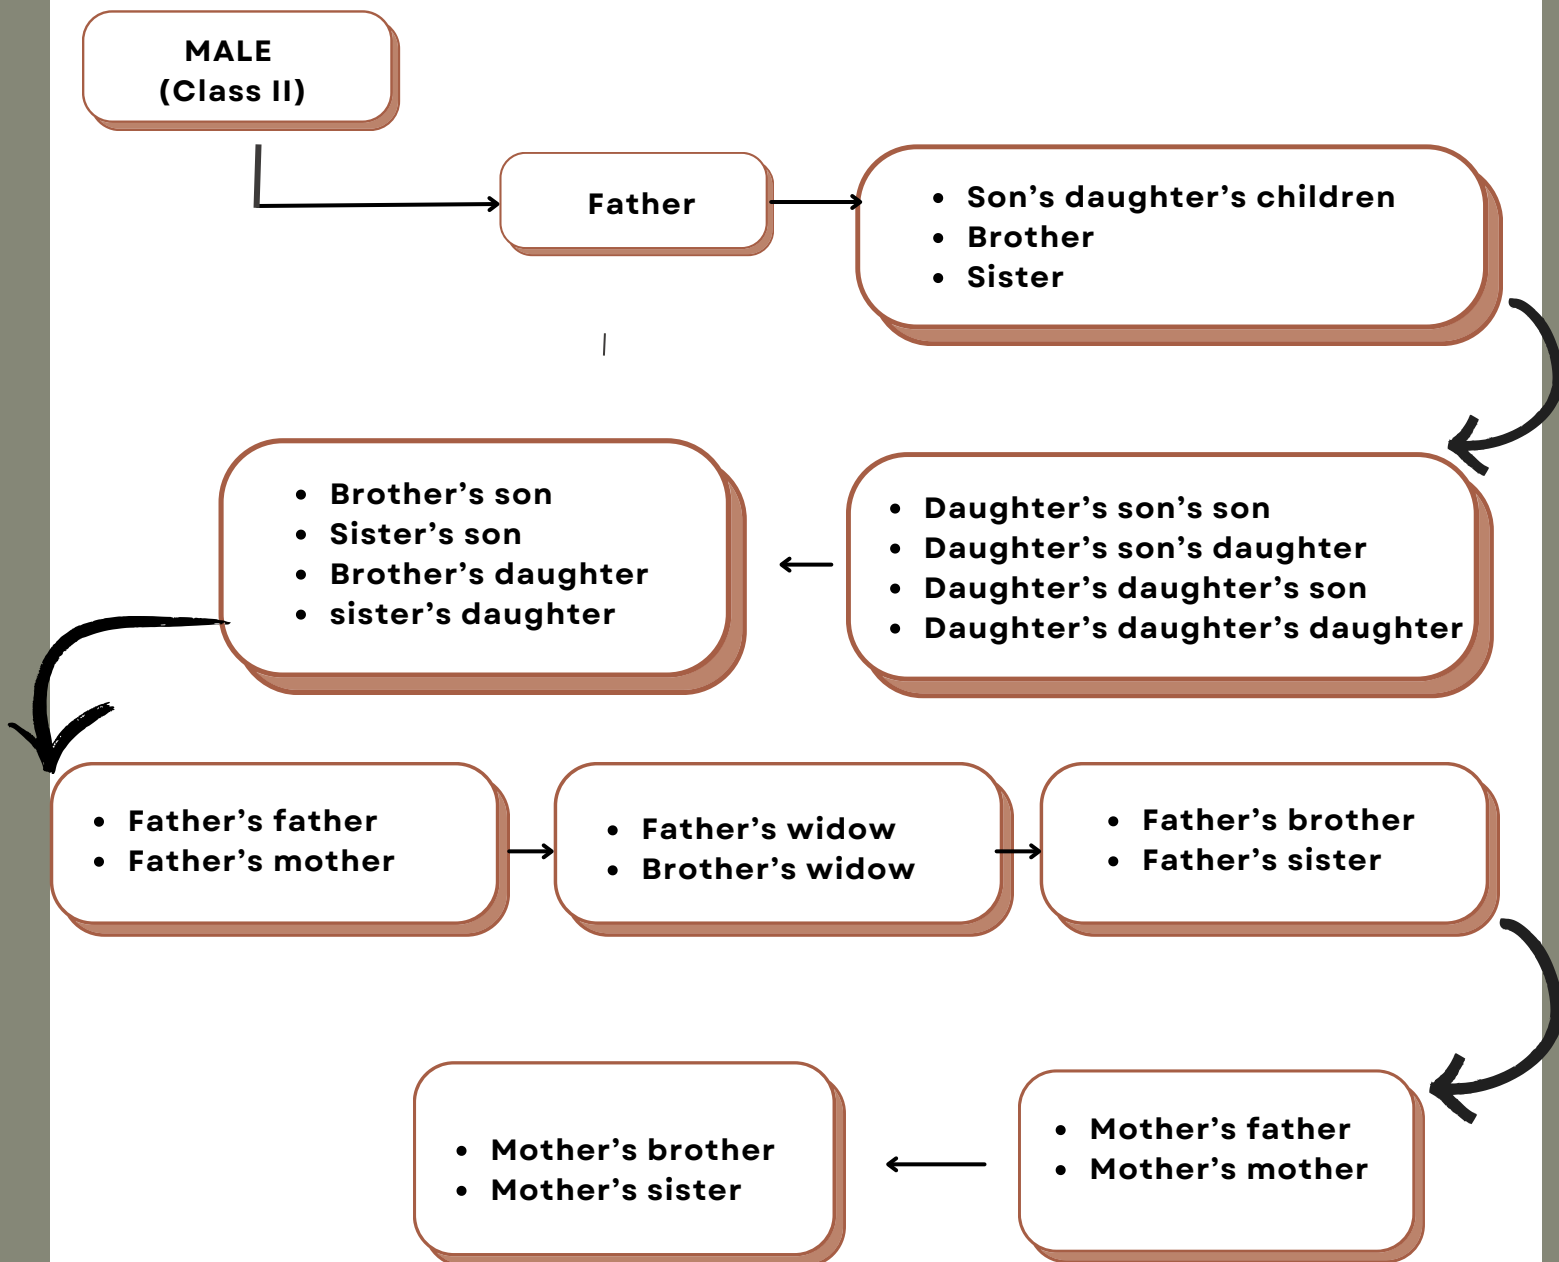 MALE
(Class II)
Father
• Son’s daughter’s children
• Brother
• Sister
• Daughter’s son’s son
• Daughter’s son’s daughter
• Daughter’s daughter’s son
• Daughter’s daughter’s daughter
• Brother’s son
• Sister’s son
• Brother’s daughter
• sister’s daughter
• Father’s father
• Father’s mother
• Father’s widow
• Brother’s widow
• Father’s brother
• Father’s sister
• Mother’s father
• Mother’s mother
• Mother’s brother
• Mother’s sister